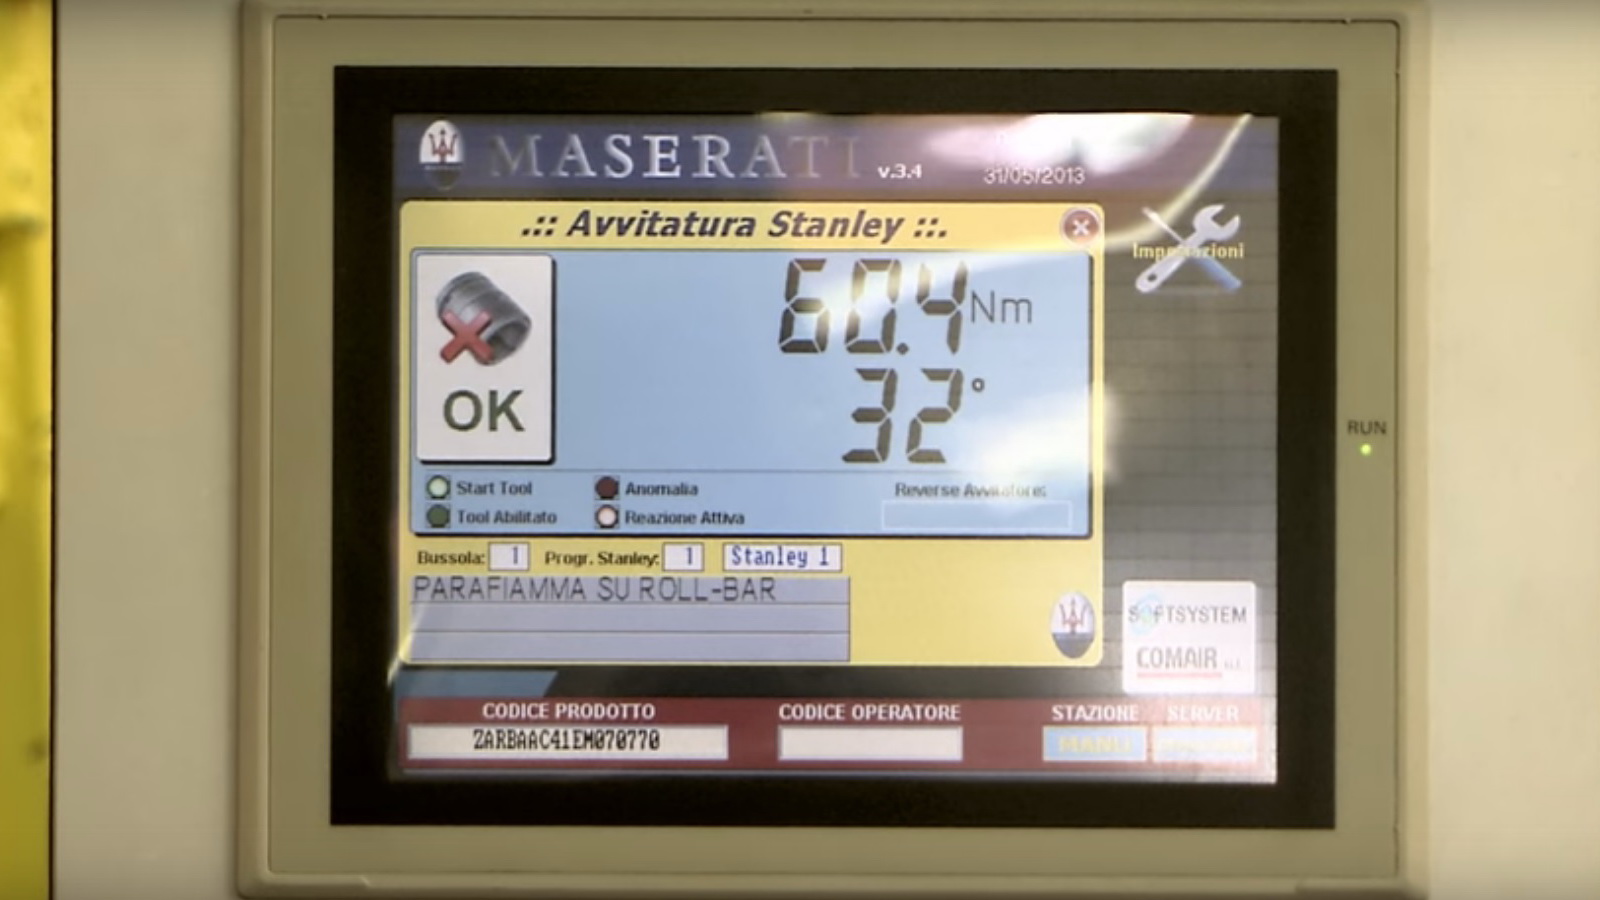 MASERATI
v.3.4
31/05/2013
.:: Avvitatura Stanley ::.
Impostazioni
60.4 Nm
32°
OK
RUN
Start Tool
Anomalia
Reverse Avvitatore:
Tool Abilitato
Reazione Attiva
Bussola: 1 Progr. Stanley: 1 Stanley 1
PARAFIAMMA SU ROLL-BAR
SOFTSYSTEM
COMAIR
CODICE PRODOTTO
CODICE OPERATORE
STAZIONE
SERVER
ZARBAAC41EM070770